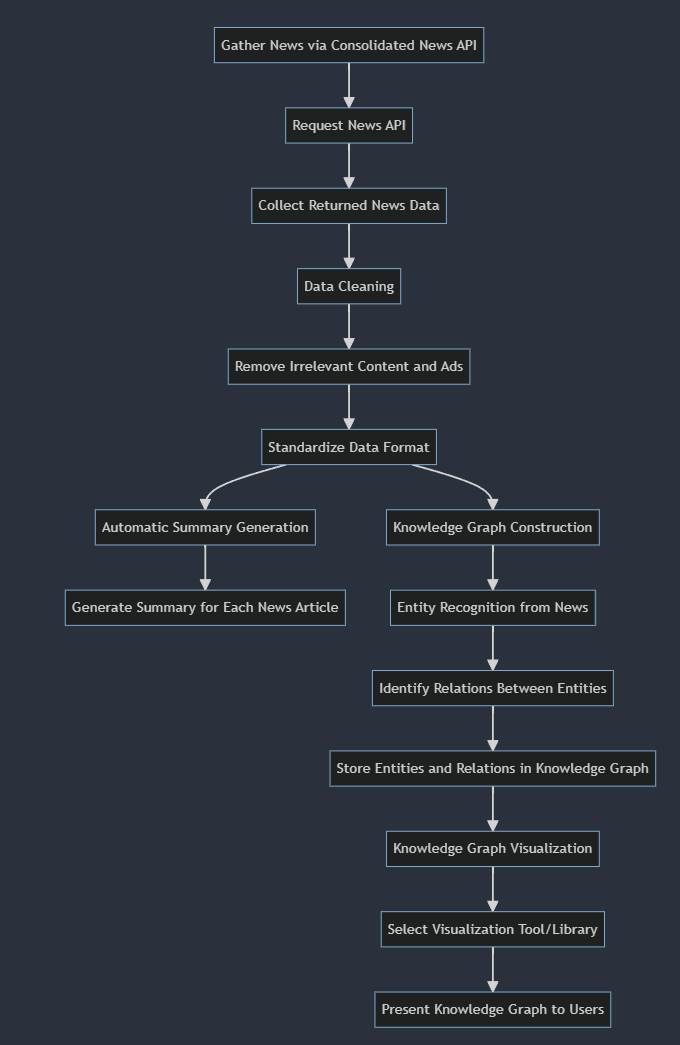 Gather News via Consolidated News API
Request News API
Collect Returned News Data
Data Cleaning
Remove Irrelevant Content and Ads
Standardize Data Format
Automatic Summary Generation
Knowledge Graph Construction
Generate Summary for Each News Article
Entity Recognition from News
Identify Relations Between Entities
Store Entities and Relations in Knowledge Graph
Knowledge Graph Visualization
Select Visualization Tool/Library
Present Knowledge Graph to Users